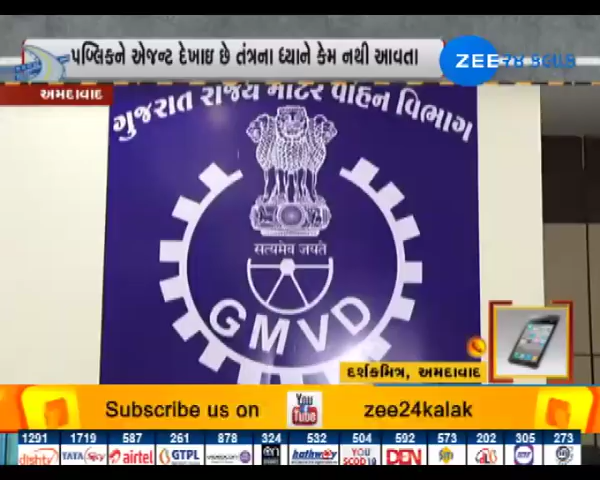 પબ્લિકને એજન્ટ દેખાઇ છે તંત્રના ધ્યાને કેમ નથી આવતા
ZEE 24 કલાક
અમદાવાદ
ગુજરાત રાજ્ય મોટર વાહન વિભાગ
सत्यमेव जयते
GMVD
દર્શકમિત્ર, અમદાવાદ
Subscribe us on You Tube zee24kalak
1291 1719 587 261 878 324 532 504 592 573 202 305 273
dishtv TATA sky airtel GTPL videocon hathway YOU SCOD18 DEN